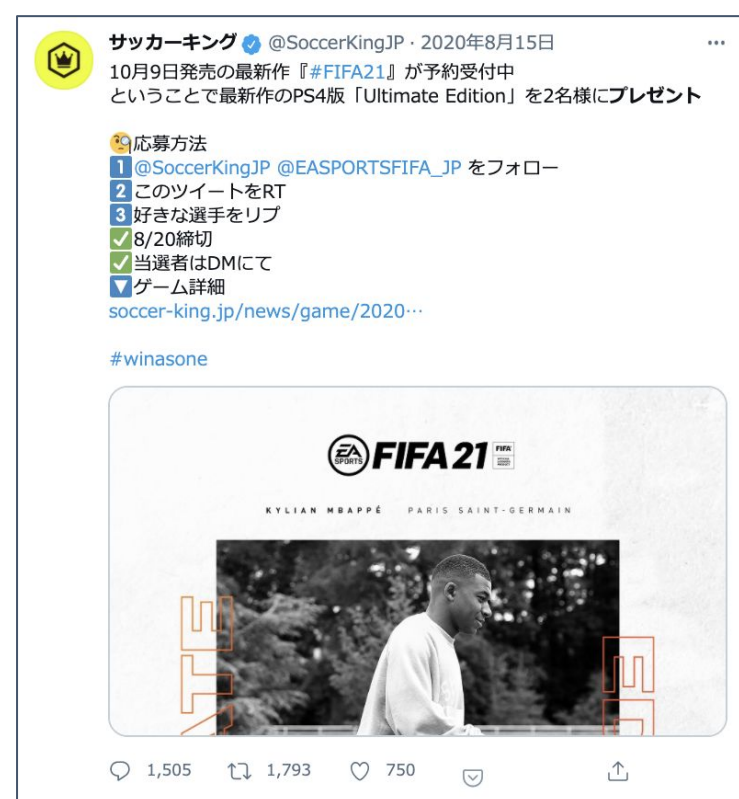 サッカーキング @SoccerKingJP · 2020年8月15日
10月9日発売の最新作『#FIFA21』が予約受付中
ということで最新作のPS4版「Ultimate Edition」を2名様にプレゼント
🧐応募方法
1️⃣@SoccerKingJP @EASPORTSFIFA_JP をフォロー
2️⃣このツイートをRT
3️⃣好きな選手をリプ
✅8/20締切
✅当選者はDMにて
🔽ゲーム詳細
soccer-king.jp/news/game/2020…
#winasone
EA SPORTS FIFA 21 FIFA
KYLIAN MBAPPÉ PARIS SAINT-GERMAIN
1,505 1,793 750